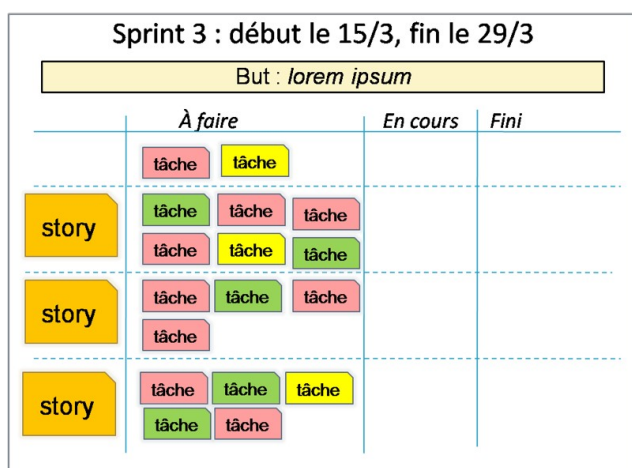 Sprint 3 : début le 15/3, fin le 29/3
But : lorem ipsum
À faire En cours Fini
tâche tâche
story
tâche tâche tâche
tâche tâche tâche
story
tâche tâche tâche
tâche
story
tâche tâche tâche
tâche tâche